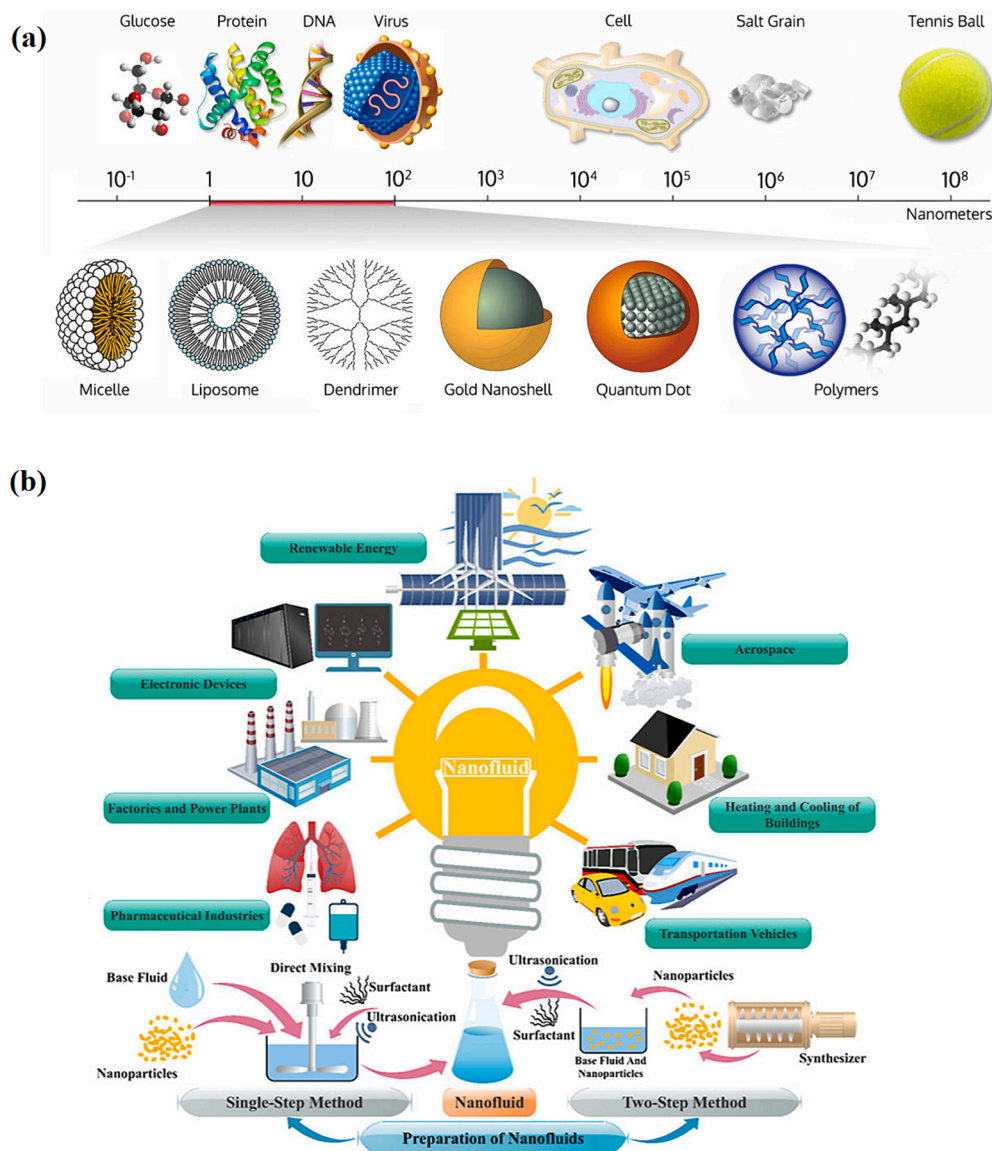 (a)
Glucose Protein DNA Virus Cell Salt Grain Tennis Ball
10⁻¹ 1 10 10² 10³ 10⁴ 10⁵ 10⁶ 10⁷ 10⁸
Nanometers
Micelle Liposome Dendrimer Gold Nanoshell Quantum Dot Polymers
(b)
Renewable Energy
Aerospace
Electronic Devices
Nanofluid
Factories and Power Plants
Heating and Cooling of
Buildings
Pharmaceutical Industries
Transportation Vehicles
Direct Mixing
Base Fluid
Surfactant
Ultrasonication
Nanoparticles
Ultrasonication
Surfactant
Nanoparticles
Base Fluid And
Nanoparticles
Synthesizer
Single-Step Method
Nanofluid
Two-Step Method
Preparation of Nanofluids